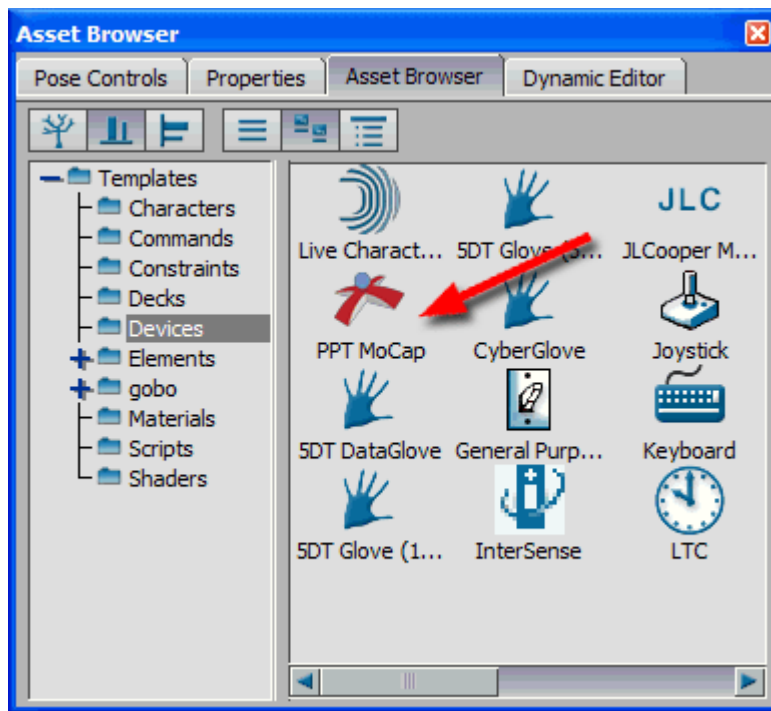 Asset Browser
Pose Controls Properties Asset Browser Dynamic Editor
Templates
Characters
Commands
Constraints
Decks
Devices
Elements
gobo
Materials
Scripts
Shaders
JLC
Live Charact... 5DT Glove JLCooper M...
PPT MoCap CyberGlove Joystick
5DT DataGlove General Purp... Keyboard
5DT Glove (1... InterSense LTC